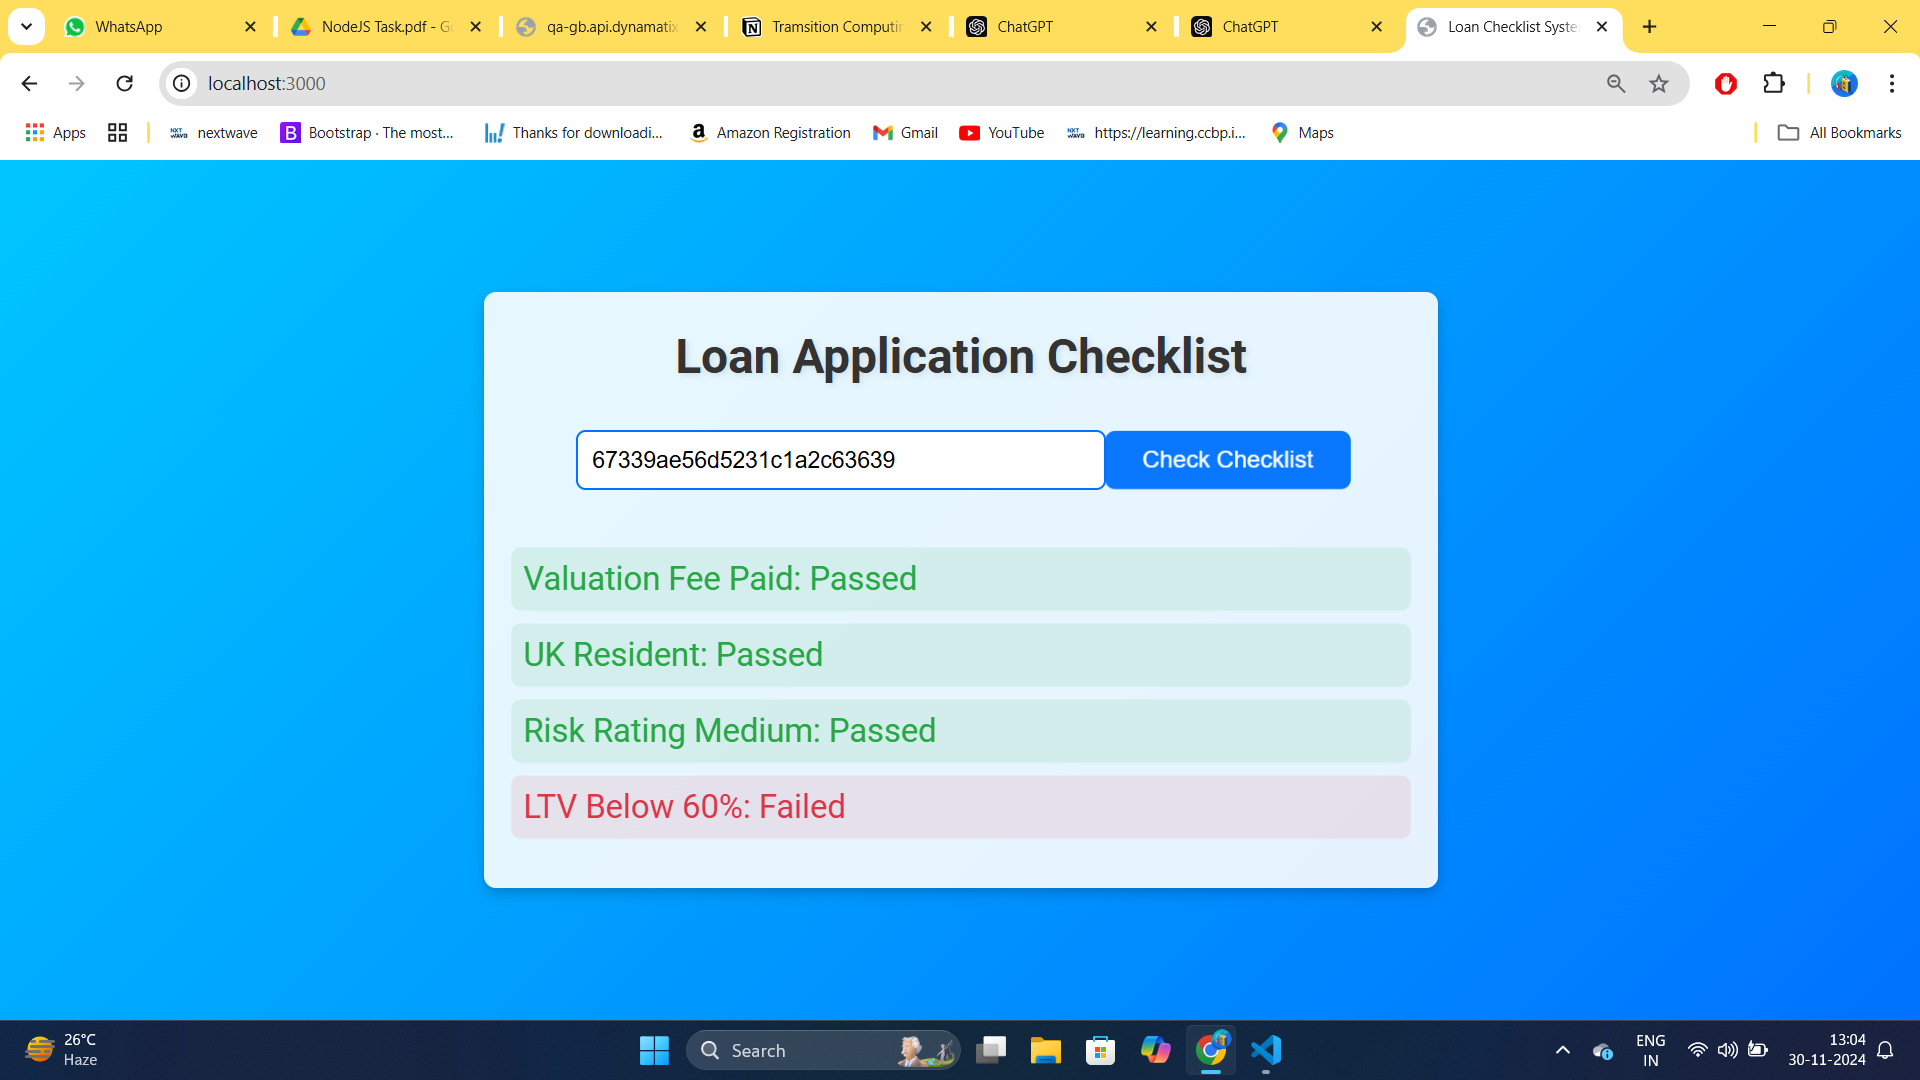 WhatsApp
NodeJS Task.pdf - Go
qa-gb.api.dynamatix
Tramsition Computin
ChatGPT
ChatGPT
Loan Checklist Syste
localhost:3000
Apps
nextwave
Bootstrap · The most...
Thanks for downloadi...
Amazon Registration
Gmail
YouTube
https://learning.ccbp.i...
Maps
All Bookmarks
Loan Application Checklist
67339ae56d5231c1a2c63639
Check Checklist
Valuation Fee Paid: Passed
UK Resident: Passed
Risk Rating Medium: Passed
LTV Below 60%: Failed
26°C
Haze
Search
ENG
IN
13:04
30-11-2024